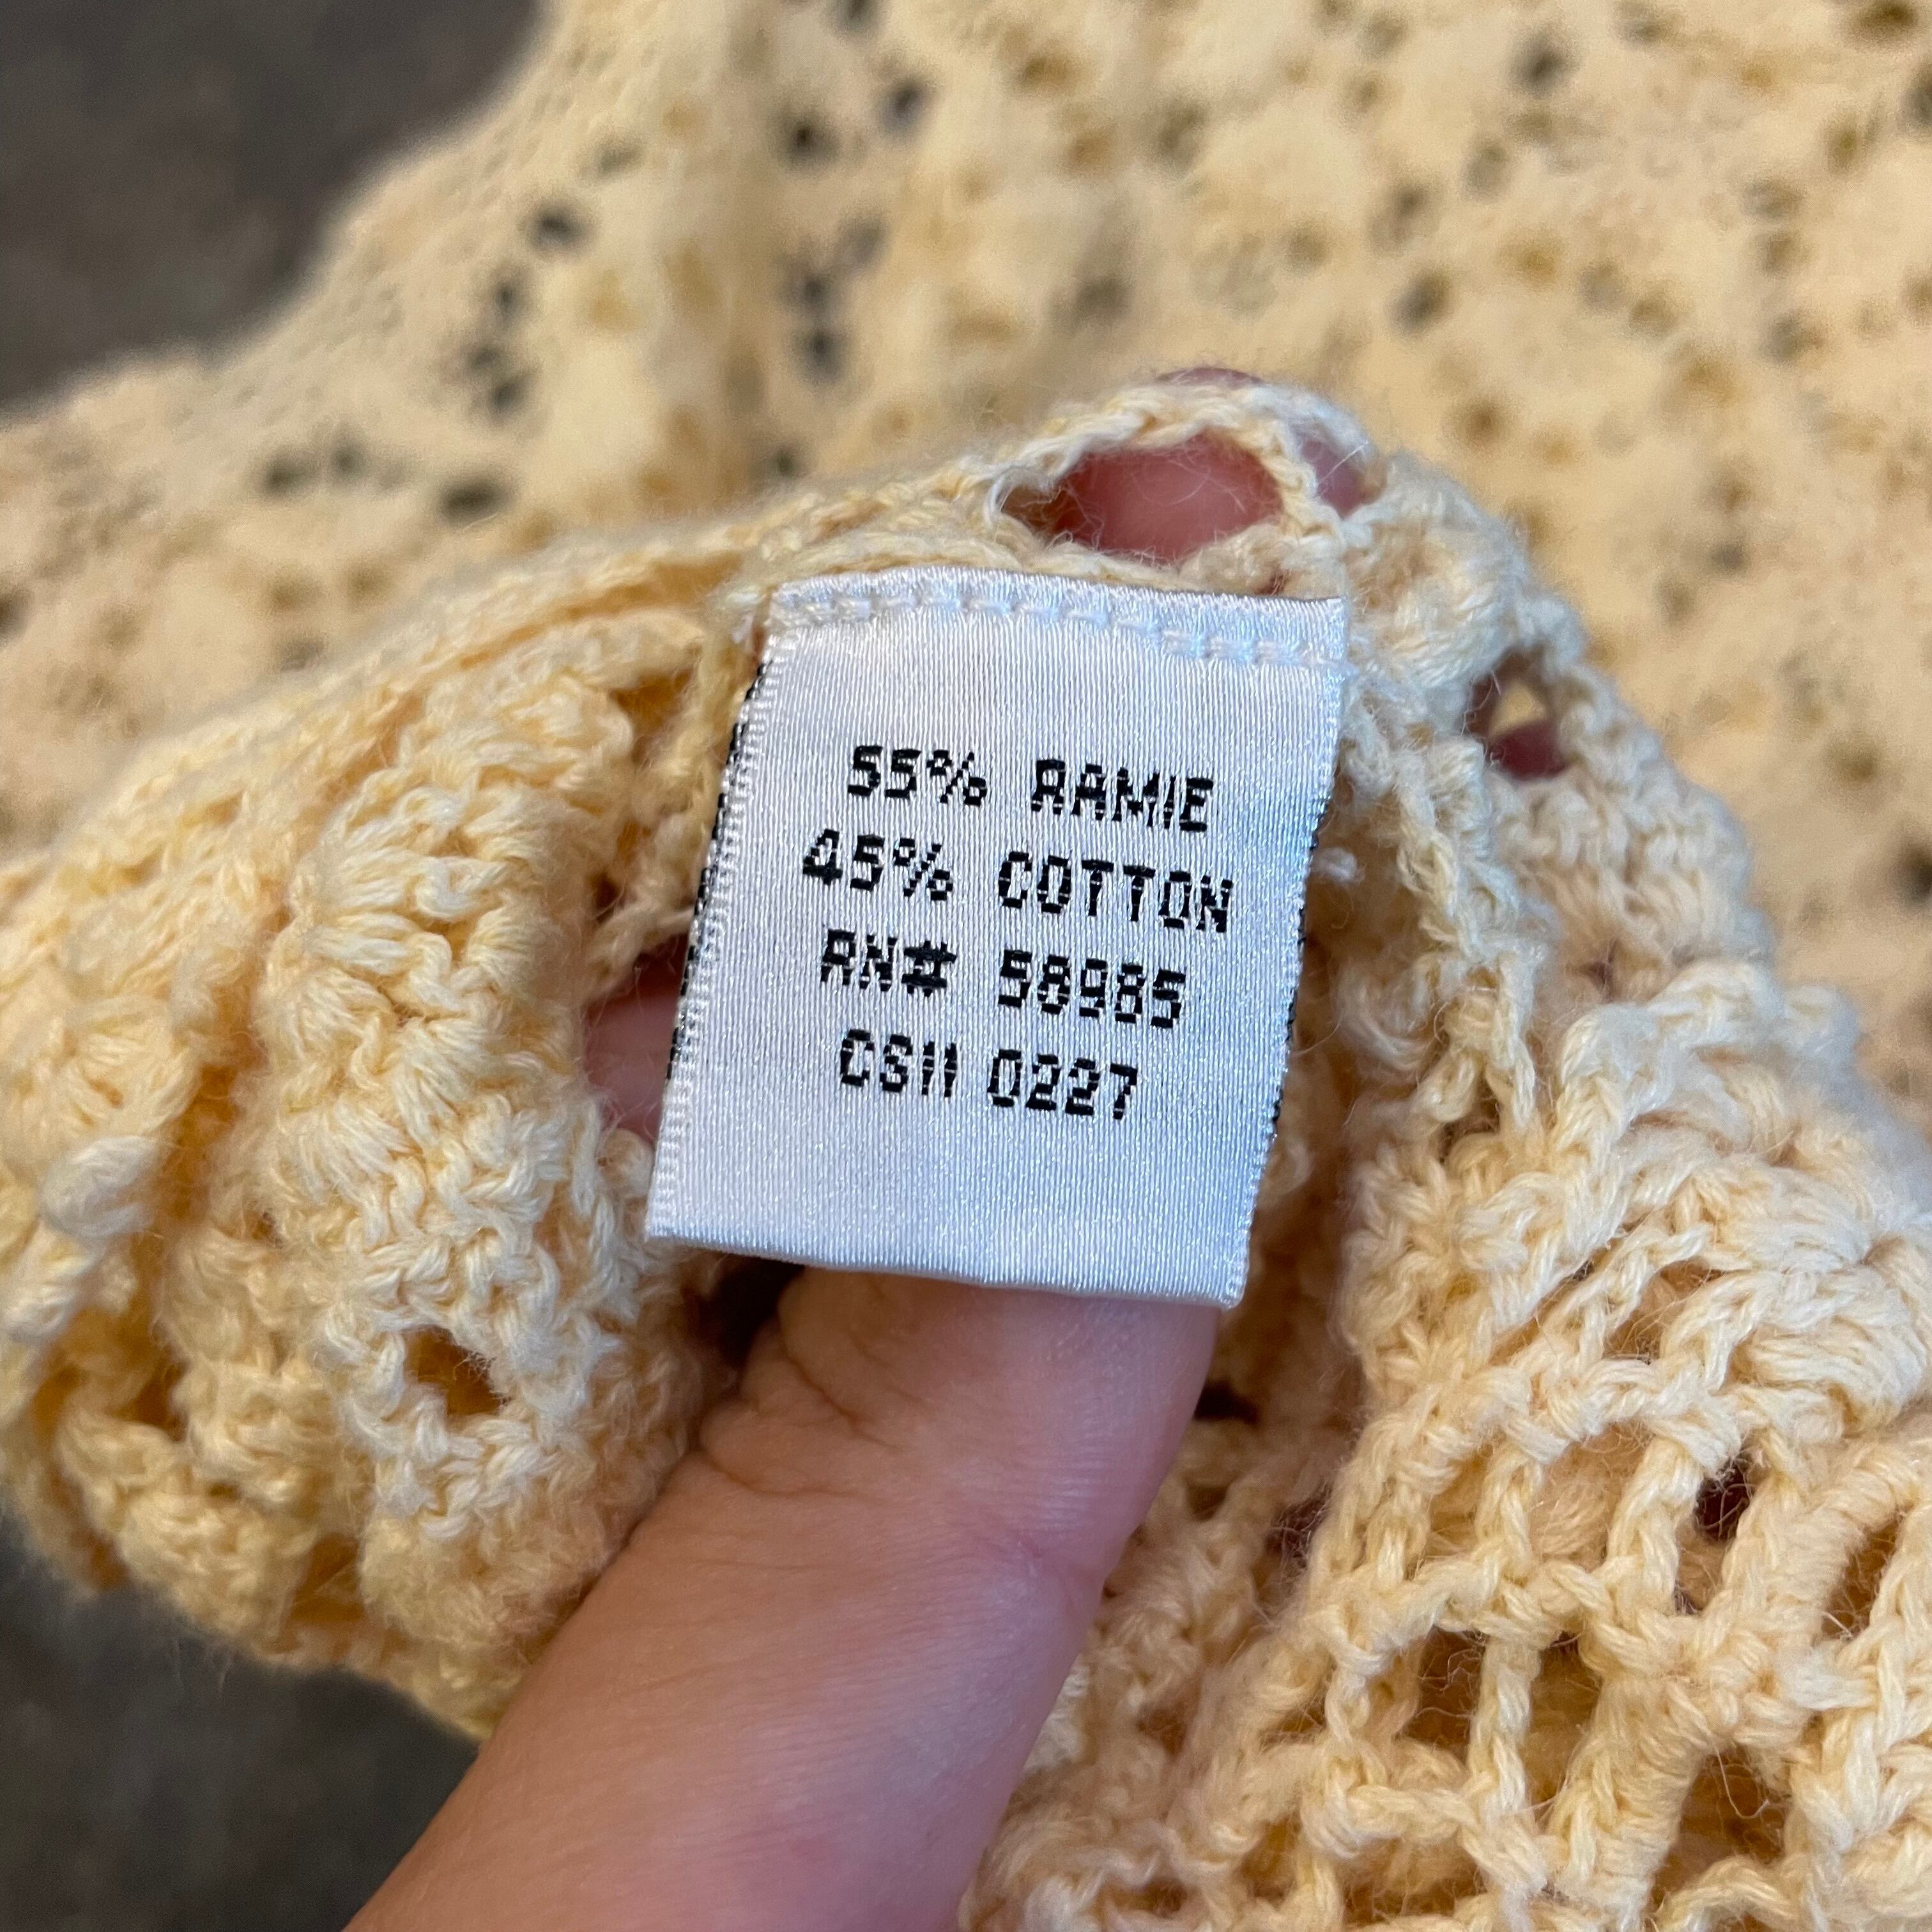 55% RAMIE
45% COTTON
RN# 58985
CS11 0227